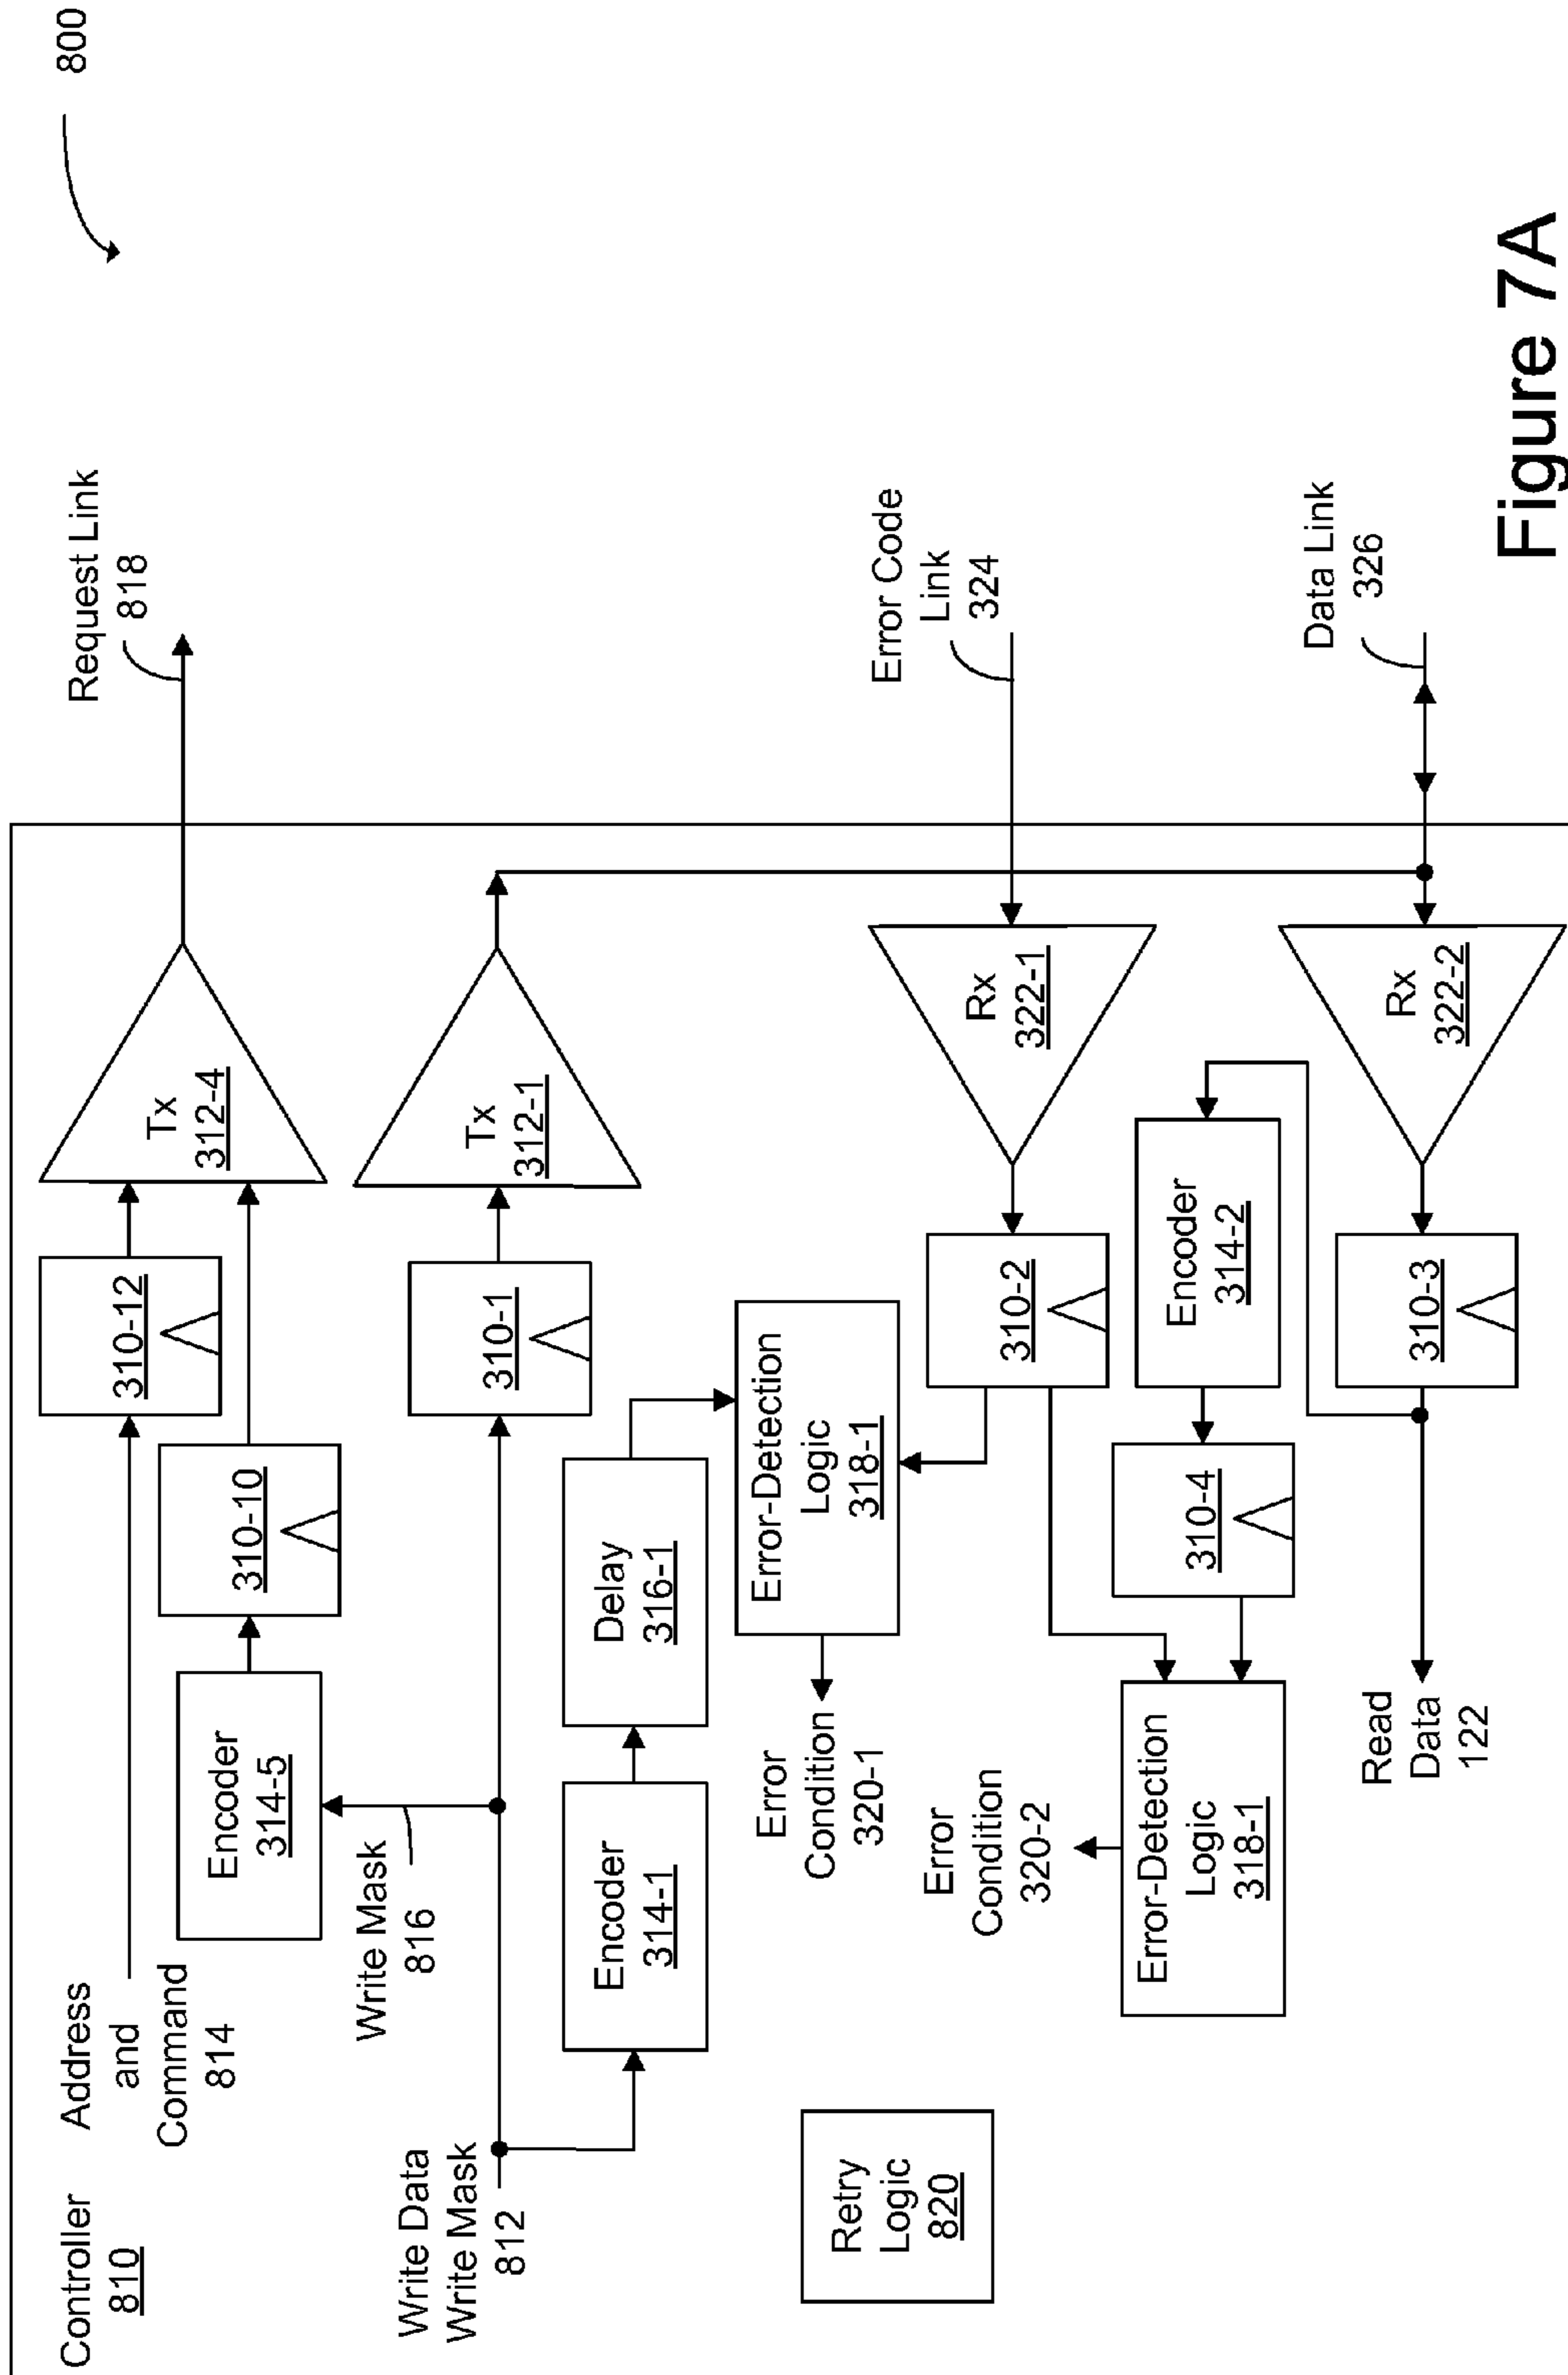 800
Controller
810
Address
and
Command
814
Request Link
818
Encoder
314-5
310-10
310-12
Tx
312-4
Write Mask
816
Write Data
Write Mask
812
310-1
Tx
312-1
Encoder
314-1
Delay
316-1
Error-Detection
Logic
318-1
Error
Condition
320-1
Retry
Logic
820
310-2
Rx
322-1
Error Code
Link
324
Error
Condition
320-2
Error-Detection
Logic
318-1
310-4
Encoder
314-2
Read
Data
122
310-3
Rx
322-2
Data Link
326
Figure 7A